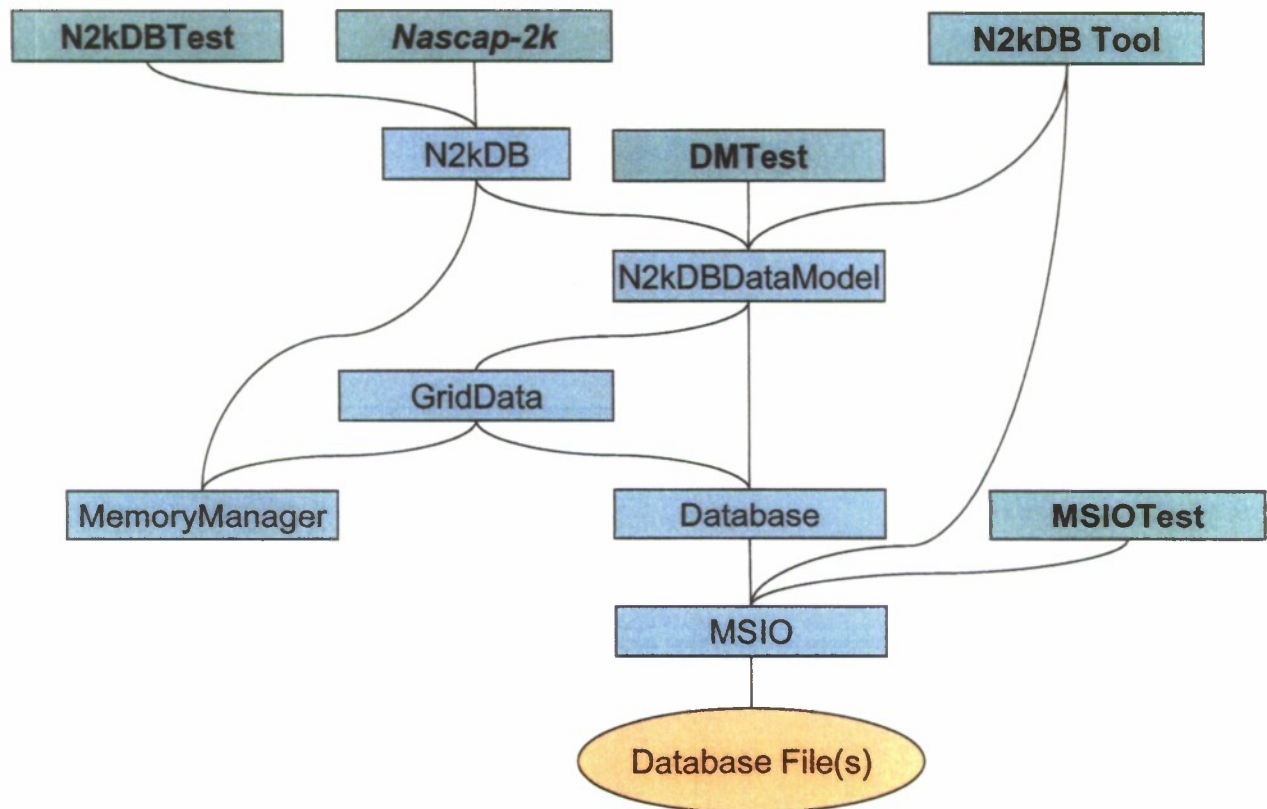 N2kDBTest
Nascap-2k
N2kDB Tool
N2kDB
DMTest
N2kDBDataModel
GridData
MemoryManager
Database
MSIOTest
MSIO
Database File(s)